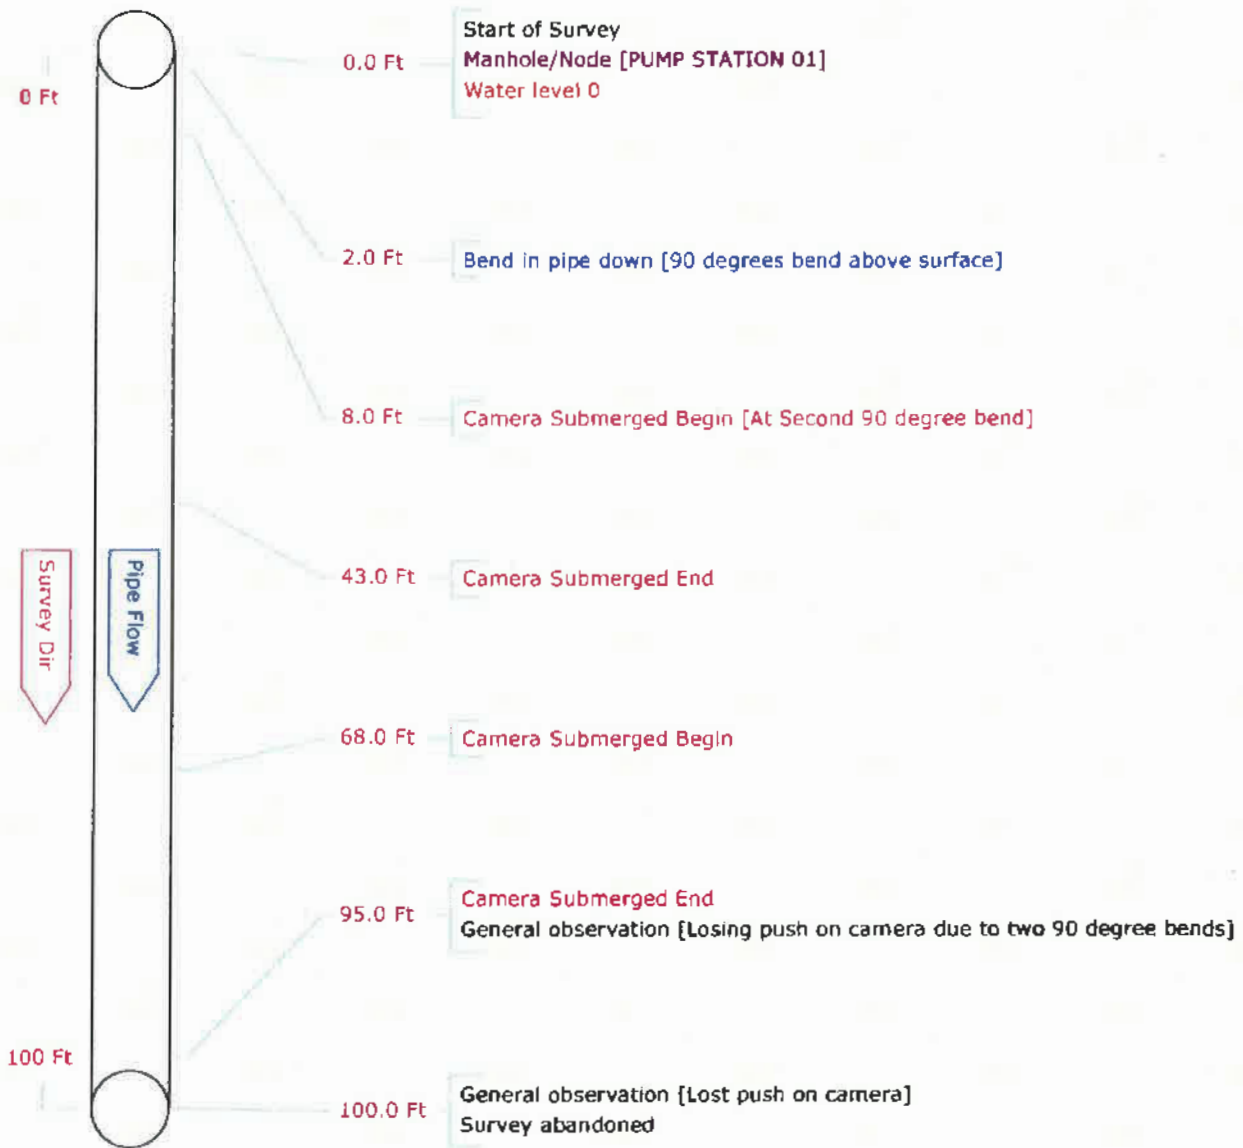 Start of Survey
0.0 Ft
Manhole/Node [PUMP STATION 01]
Water level 0
0 Ft
2.0 Ft
Bend in pipe down [90 degrees bend above surface]
8.0 Ft
Camera Submerged Begin [At Second 90 degree bend]
43.0 Ft
Camera Submerged End
Survey Dir
Pipe Flow
68.0 Ft
Camera Submerged Begin
Camera Submerged End
95.0 Ft
General observation [Losing push on camera due to two 90 degree bends]
100 Ft
General observation [Lost push on camera]
100.0 Ft
Survey abandoned